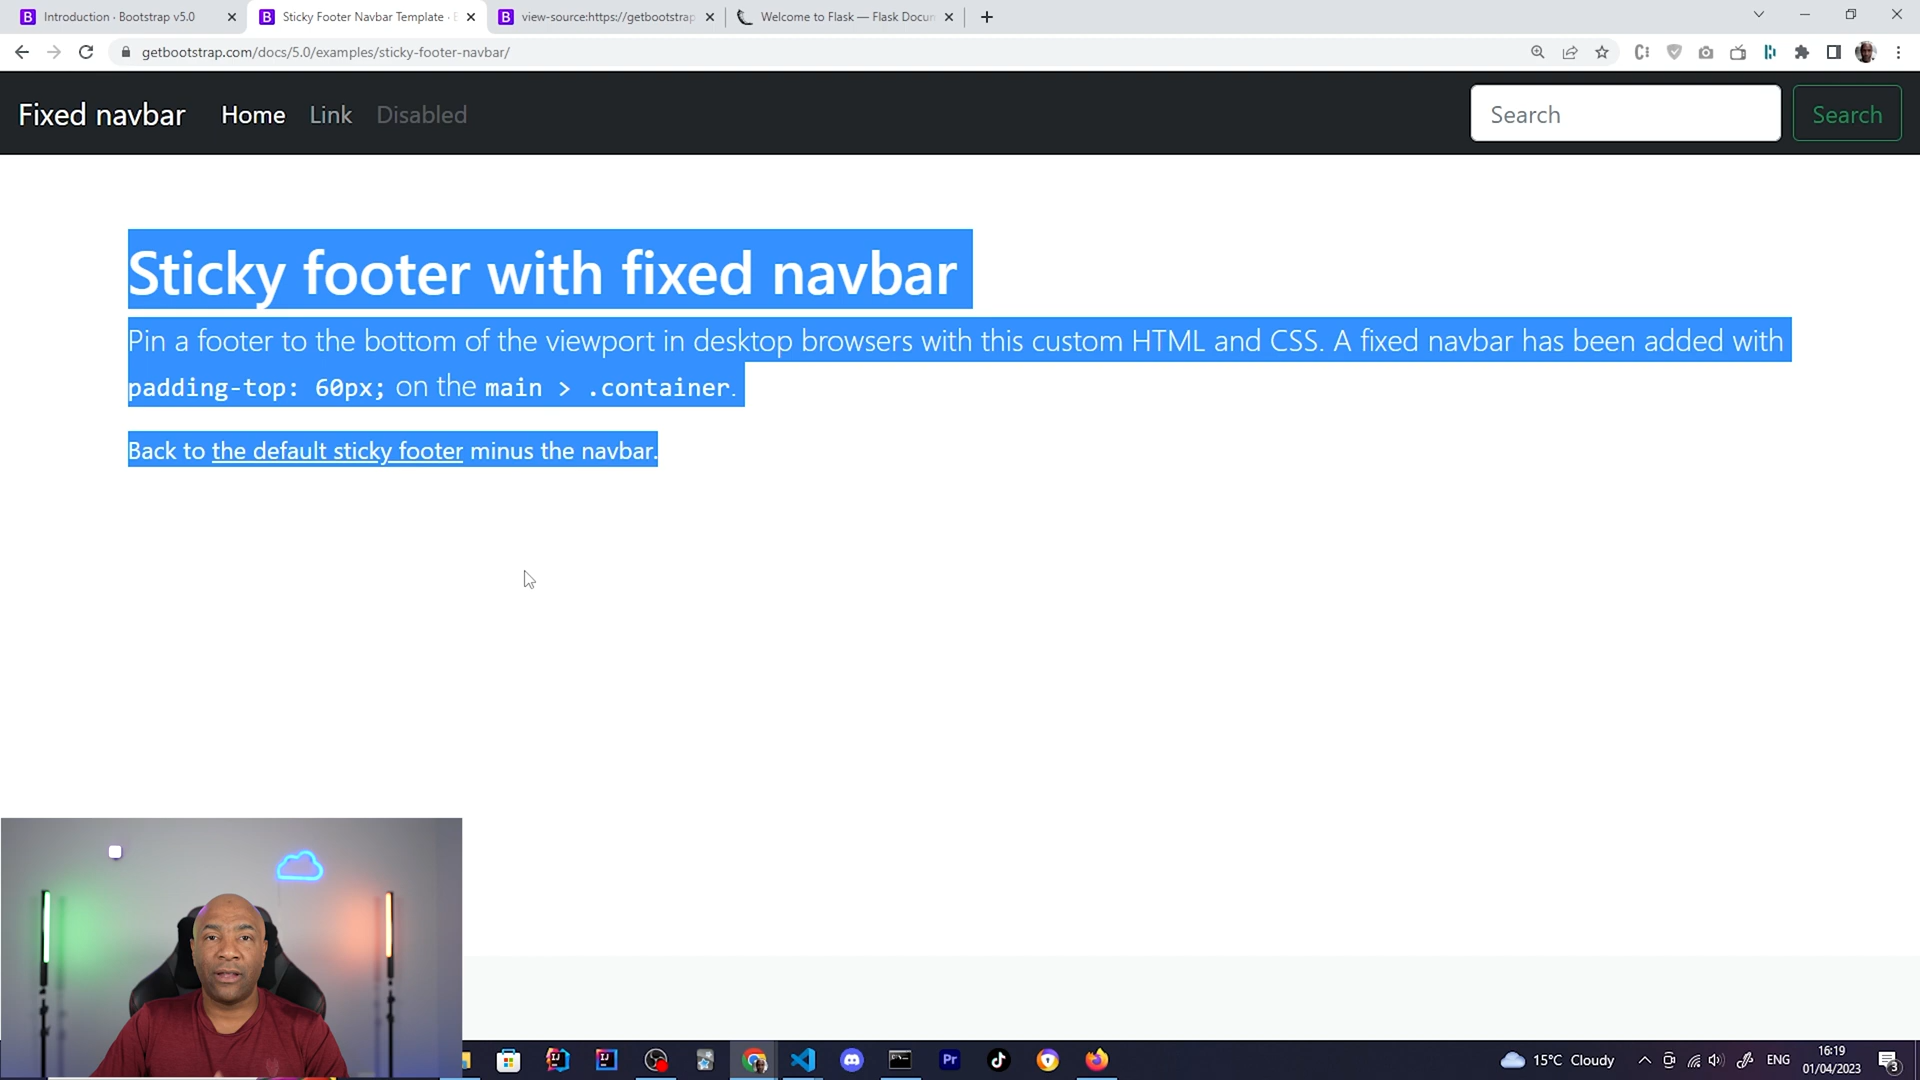 Introduction · Bootstrap v5.0
Sticky Footer Navbar Template · B
view-source:https://getbootstrap
Welcome to Flask — Flask Docum
getbootstrap.com/docs/5.0/examples/sticky-footer-navbar/
Fixed navbar
Home
Link
Disabled
Search
Search
Sticky footer with fixed navbar
Pin a footer to the bottom of the viewport in desktop browsers with this custom HTML and CSS. A fixed navbar has been added with
padding-top: 60px; on the main > .container.
Back to the default sticky footer minus the navbar.
15°C Cloudy
ENG
16:19
01/04/2023
3